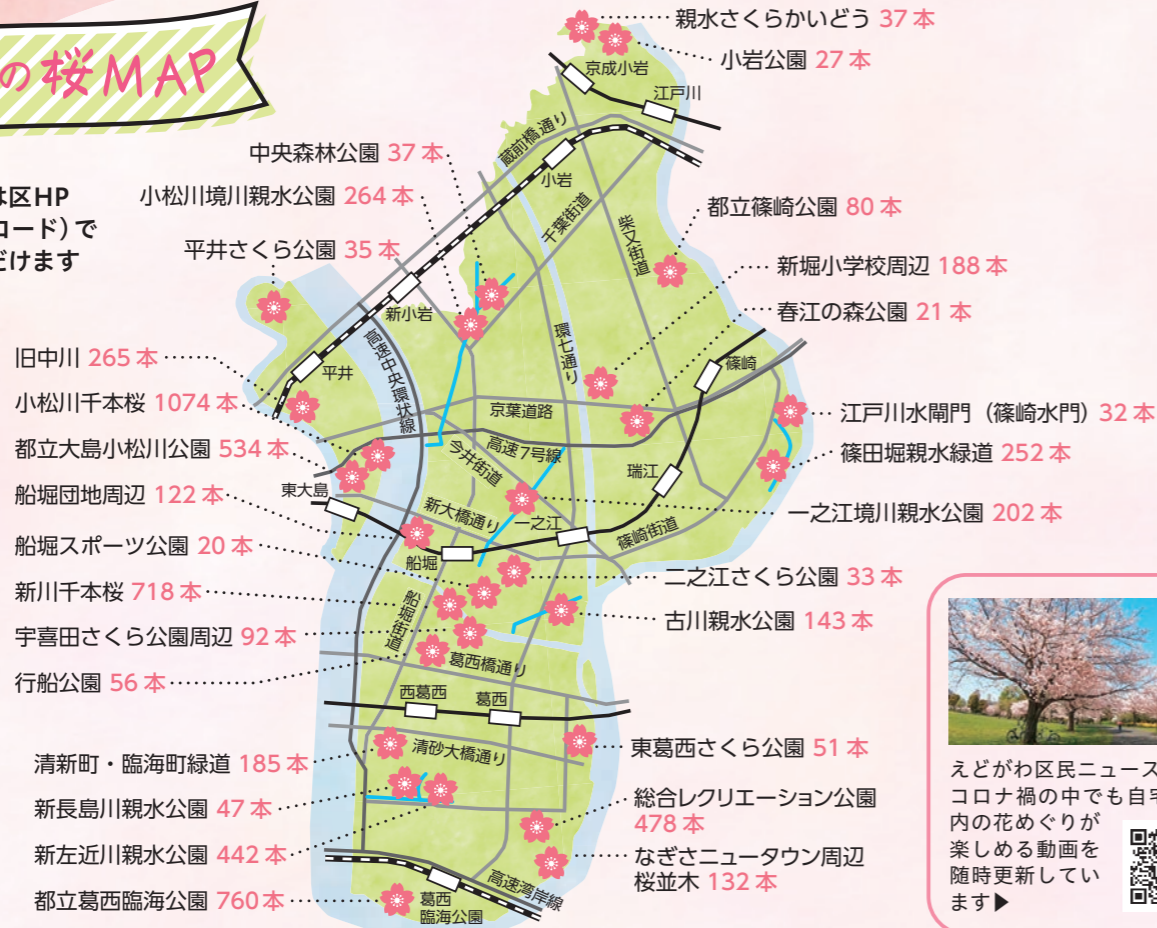 の桜MAP
は区HP
コード）で
だけます
親水さくらかいどう 37本
小岩公園 27本
京成小岩
江戸川
中央森林公園 37本
小松川境川親水公園 264本
平井さくら公園 35本
蔵前橋通り
小岩
千葉街道
柴又街道
都立篠崎公園 80本
新堀小学校周辺 188本
春江の森公園 21本
新小岩
高速中央環状線
環七通り
旧中川 265本
平井
篠崎
小松川千本桜 1074本
京葉道路
江戸川水閘門（篠崎水門）32本
都立大島小松川公園 534本
今井街道
高速7号線
篠田堀親水緑道 252本
瑞江
船堀団地周辺 122本
東大島
新大橋通り
一之江
一之江境川親水公園 202本
篠崎街道
船堀スポーツ公園 20本
船堀
二之江さくら公園 33本
新川千本桜 718本
船堀街道
古川親水公園 143本
宇喜田さくら公園周辺 92本
葛西橋通り
行船公園 56本
西葛西
葛西
清砂大橋通り
東葛西さくら公園 51本
清新町・臨海町緑道 185本
新長島川親水公園 47本
総合レクリエーション公園
478本
新左近川親水公園 442本
なぎさニュータウン周辺
桜並木 132本
都立葛西臨海公園 760本
葛西
臨海公園
高速湾岸線
えどがわ区民ニュース
コロナ禍の中でも自宅
内の花めぐりが
楽しめる動画を
随時更新してい
ます▶